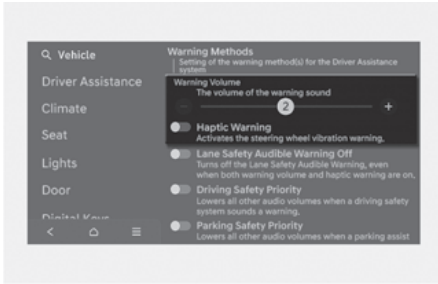 Vehicle
Driver Assistance
Climate
Seat
Lights
Door
Digital Keys
Warning Methods
Setting of the warning method(s) for the Driver Assistance
system
Warning Volume
The volume of the warning sound
2
Haptic Warning
Activates the steering wheel vibration warning,
Lane Safety Audible Warning Off
Turns off the Lane Safety Audible Warning, even
when both warning volume and haptic warning are on,
Driving Safety Priority
Lowers all other audio volumes when a driving safety
system sounds a warning,
Parking Safety Priority
Lowers all other audio volumes when a parking assist